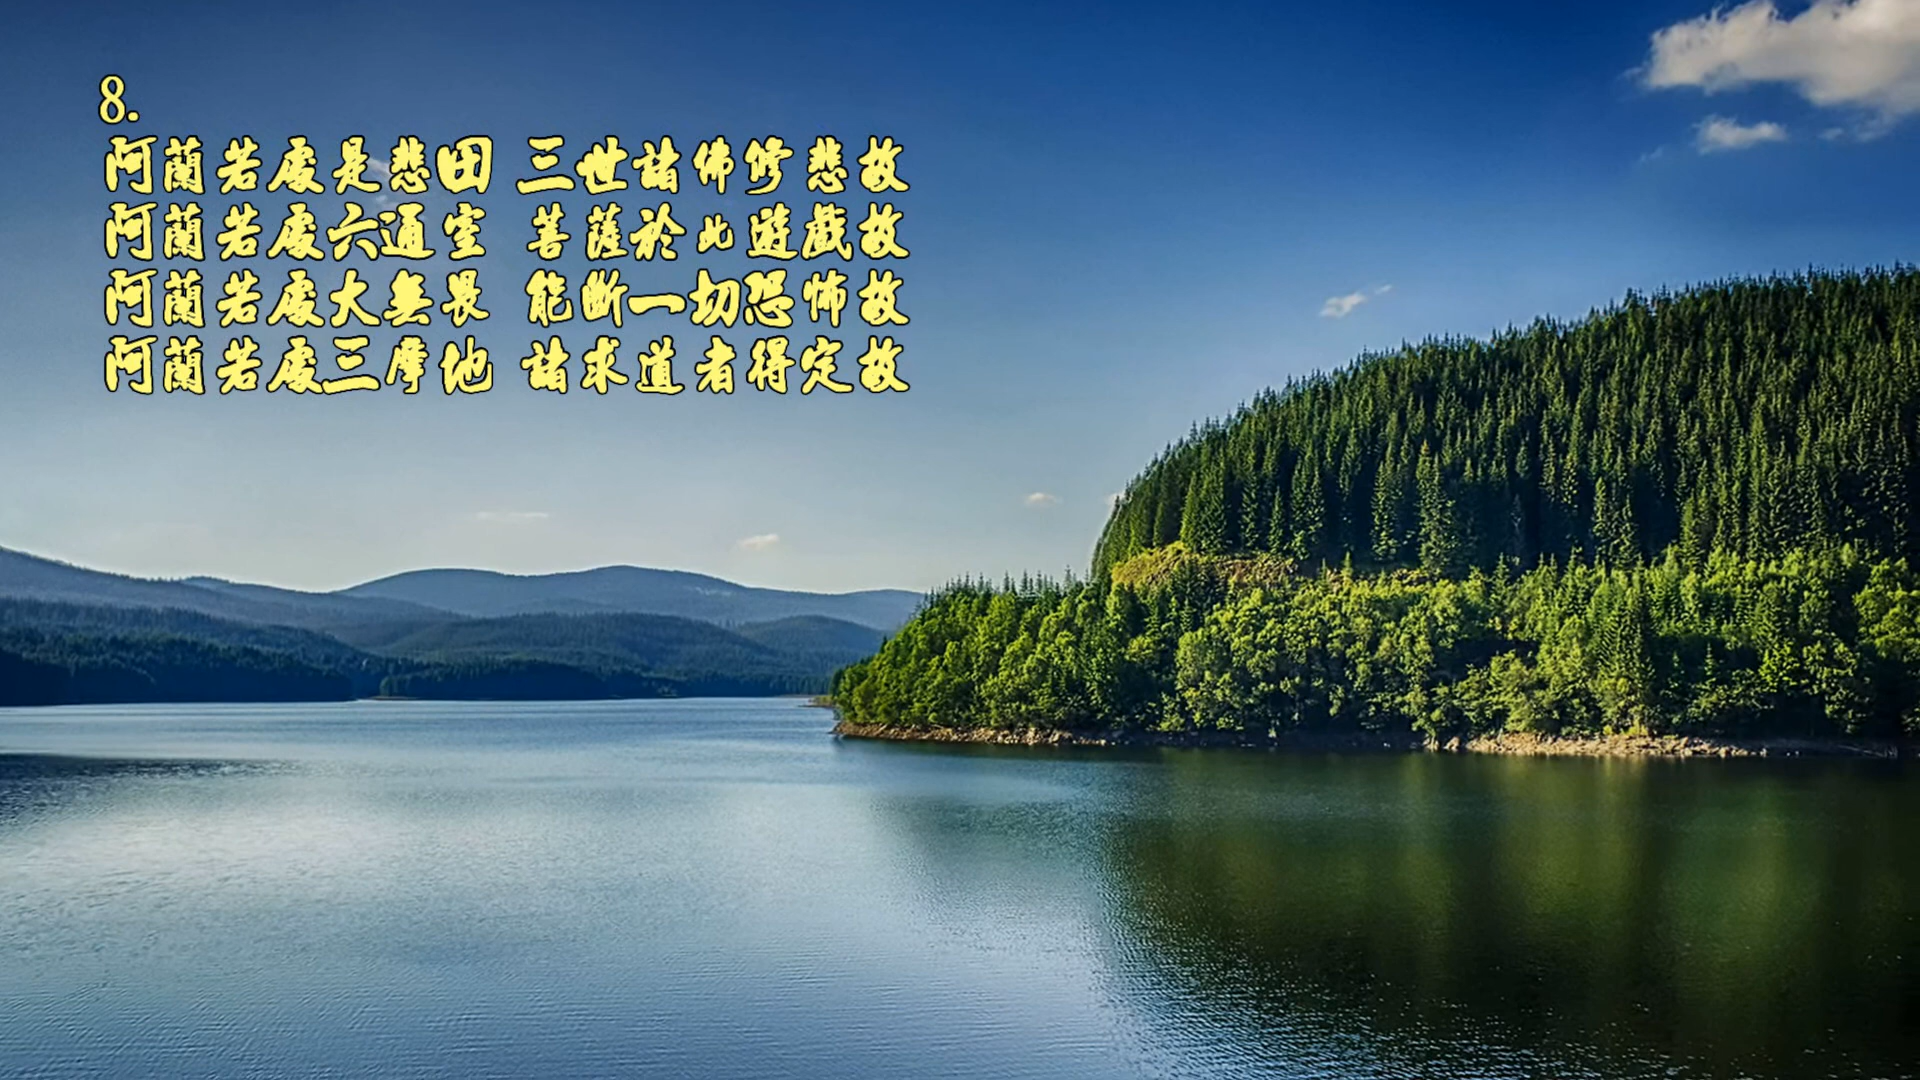 8.
阿蘭若處是悲田 三世諸佛修悲故
阿蘭若處六通室 菩薩於此遊戲故
阿蘭若處大無畏 能斷一切恐怖故
阿蘭若處三摩地 諸求道者得定故